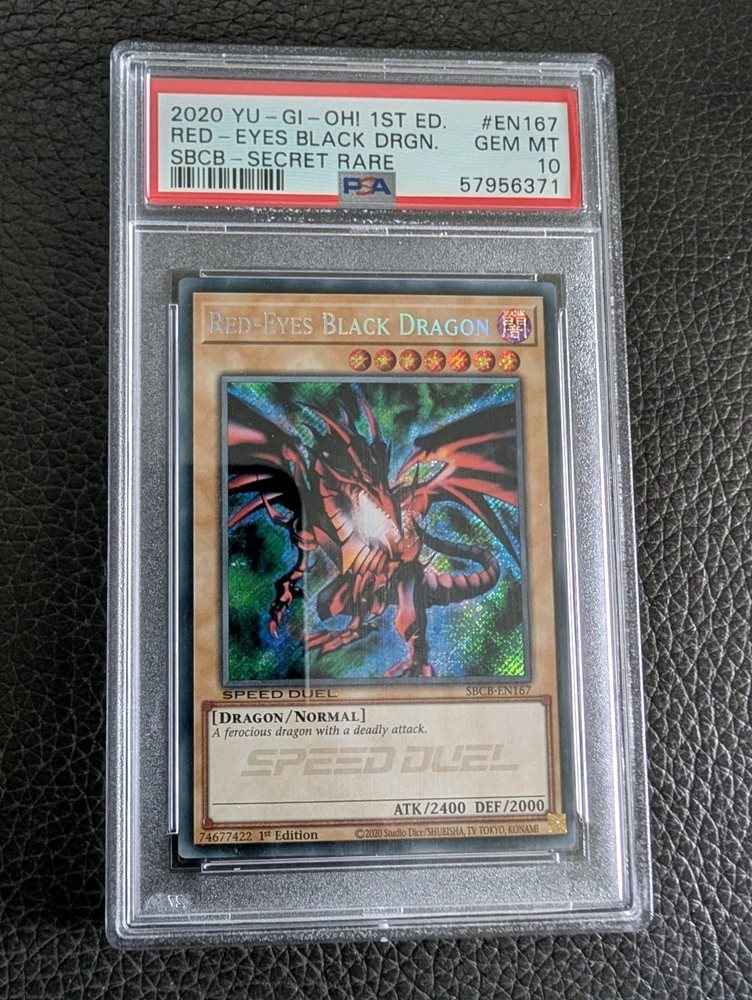 2020 YU-GI-OH! 1ST ED. #EN167
RED-EYES BLACK DRGN. GEM MT
SBCB-SECRET RARE 10
PSA 57956371
RED-EYES BLACK DRAGON
DARK
闇
SPEED DUEL SBCB-EN167
[DRAGON/NORMAL]
A ferocious dragon with a deadly attack.
SPEED DUEL
ATK/2400 DEF/2000
74677422 1st Edition ©2020 Studio Dice/SHUEISHA, TV TOKYO, KONAMI